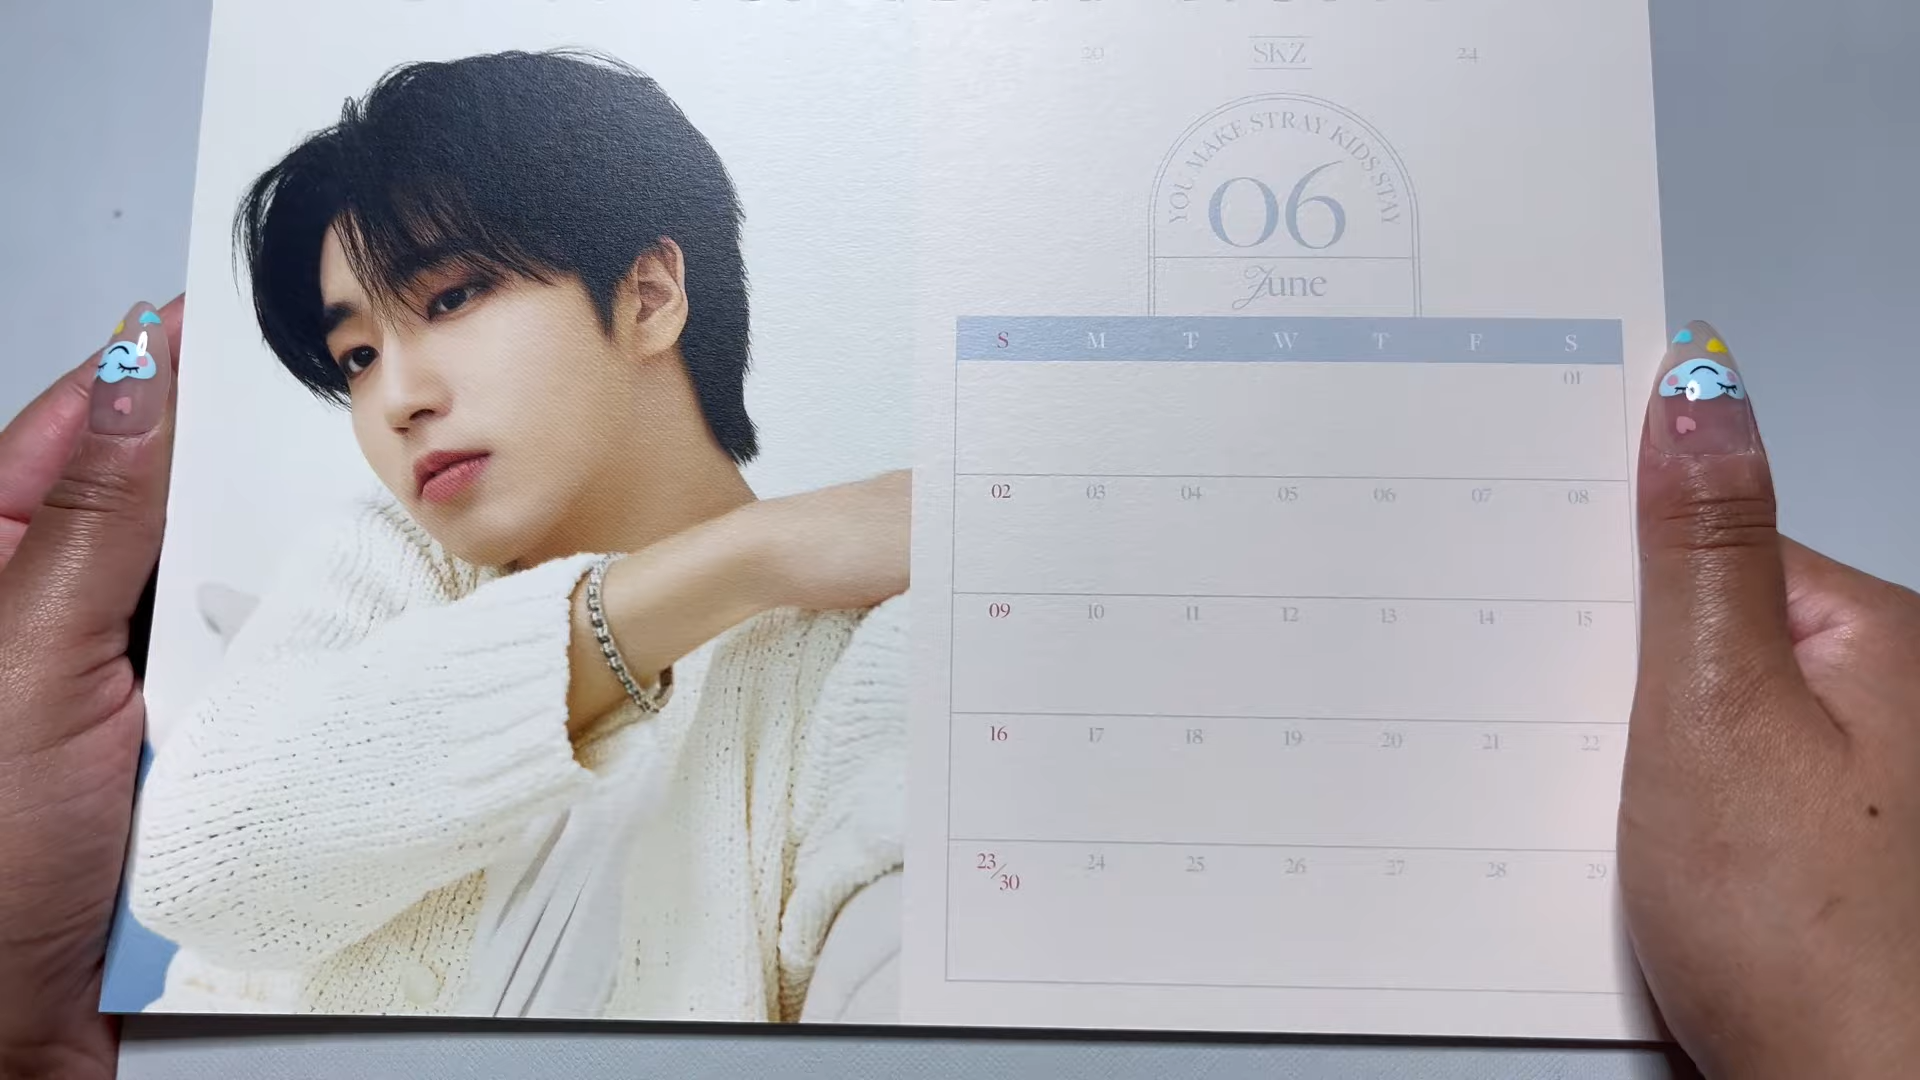 20 SKZ 24
YOU MAKE STRAY KIDS STAY
06
June
S M T W T F S
01
02 03 04 05 06 07 08
09 10 11 12 13 14 15
16 17 18 19 20 21 22
23/30 24 25 26 27 28 29